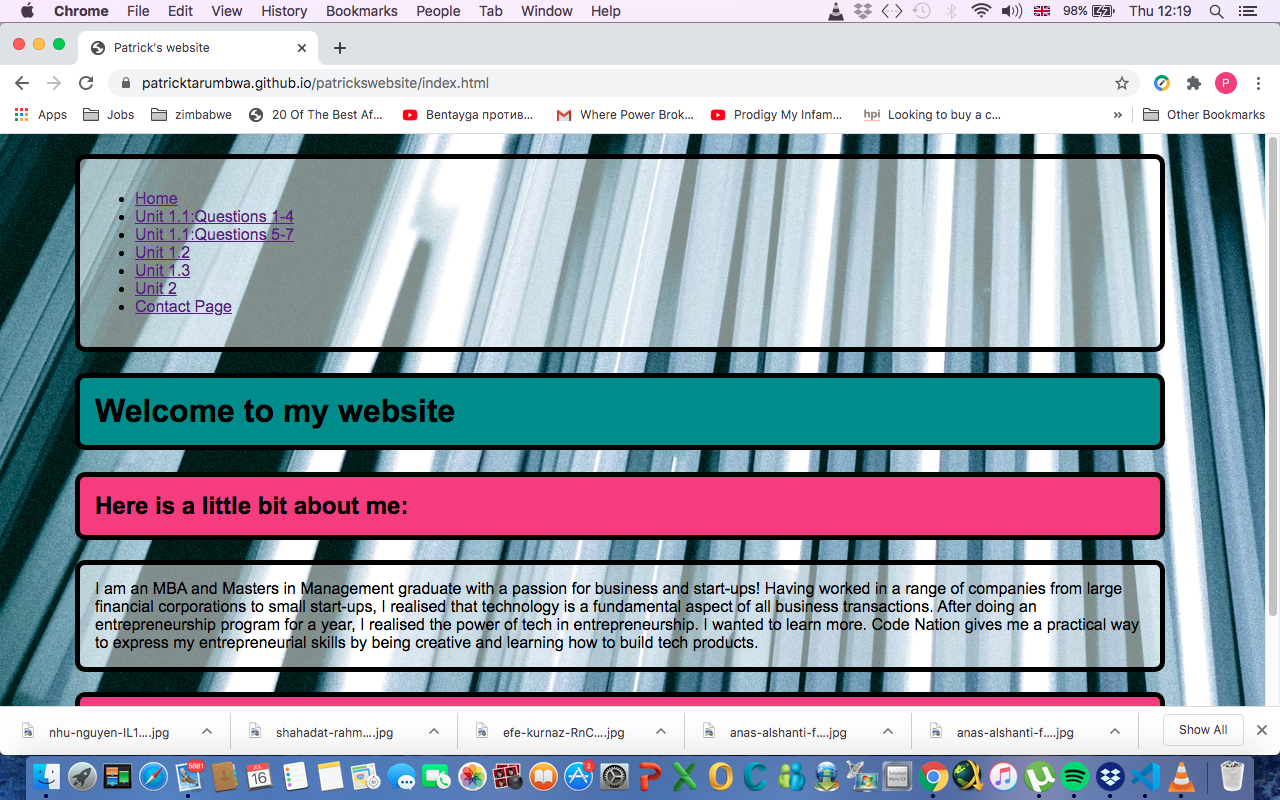 Chrome File Edit View History Bookmarks People Tab Window Help 98% Thu 12:19
Patrick's website
patricktarumbwa.github.io/patrickswebsite/index.html P
Apps Jobs zimbabwe 20 Of The Best Af... Bentayga против... Where Power Brok... Prodigy My Infam... hpi Looking to buy a c... » Other Bookmarks
Home
Unit 1.1:Questions 1-4
Unit 1.1:Questions 5-7
Unit 1.2
Unit 1.3
Unit 2
Contact Page
Welcome to my website
Here is a little bit about me:
I am an MBA and Masters in Management graduate with a passion for business and start-ups! Having worked in a range of companies from large
financial corporations to small start-ups, I realised that technology is a fundamental aspect of all business transactions. After doing an
entrepreneurship program for a year, I realised the power of tech in entrepreneurship. I wanted to learn more. Code Nation gives me a practical way
to express my entrepreneurial skills by being creative and learning how to build tech products.
nhu-nguyen-IL1....jpg shahadat-rahm....jpg efe-kurnaz-RnC....jpg anas-alshanti-f....jpg anas-alshanti-f....jpg Show All
5881 JUL 16 2